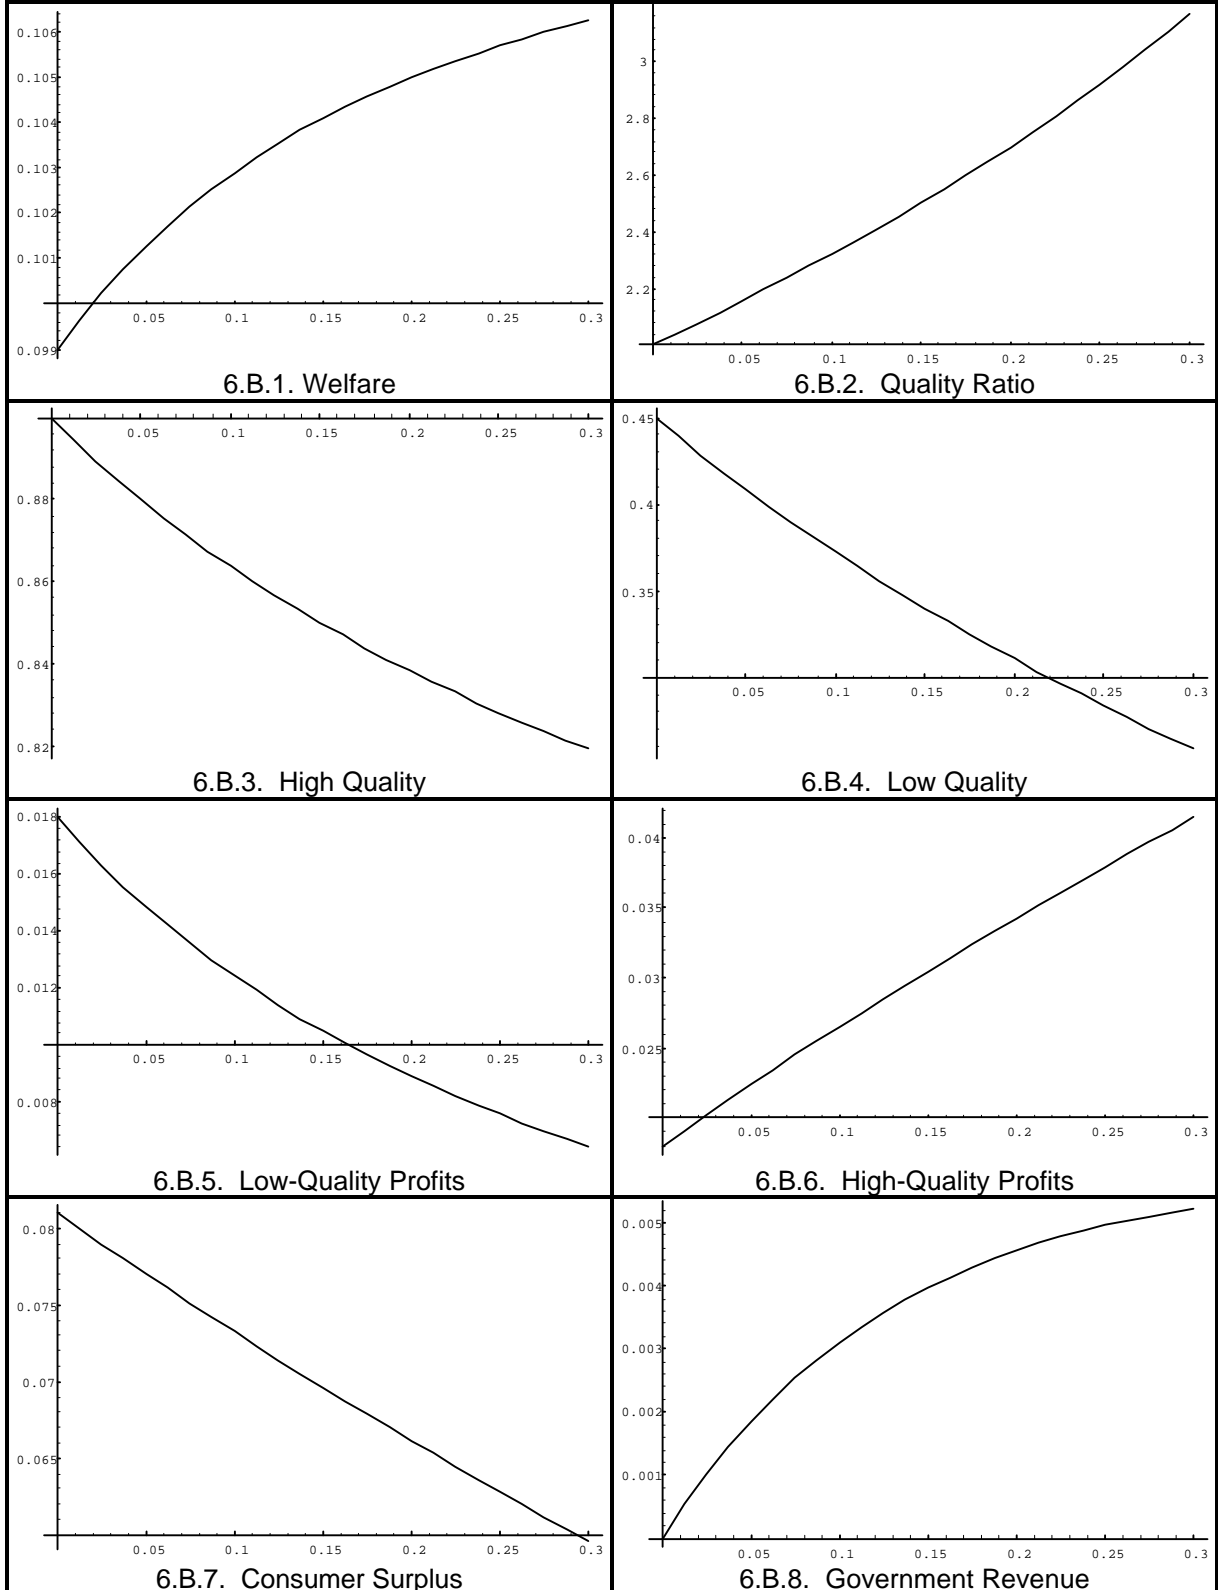 0.106
0.105
0.104
0.103
0.102
0.101
0.099
0.05 0.1 0.15 0.2 0.25 0.3
6.B.1. Welfare
3
2.8
2.6
2.4
2.2
0.05 0.1 0.15 0.2 0.25 0.3
6.B.2. Quality Ratio
0.05 0.1 0.15 0.2 0.25 0.3
0.88
0.86
0.84
0.82
6.B.3. High Quality
0.45
0.4
0.35
0.05 0.1 0.15 0.2 0.25 0.3
6.B.4. Low Quality
0.018
0.016
0.014
0.012
0.05 0.1 0.15 0.2 0.25 0.3
0.008
6.B.5. Low-Quality Profits
0.04
0.035
0.03
0.025
0.05 0.1 0.15 0.2 0.25 0.3
6.B.6. High-Quality Profits
0.08
0.075
0.07
0.065
0.05 0.1 0.15 0.2 0.25 0.3
6.B.7. Consumer Surplus
0.005
0.004
0.003
0.002
0.001
0.05 0.1 0.15 0.2 0.25 0.3
6.B.8. Government Revenue